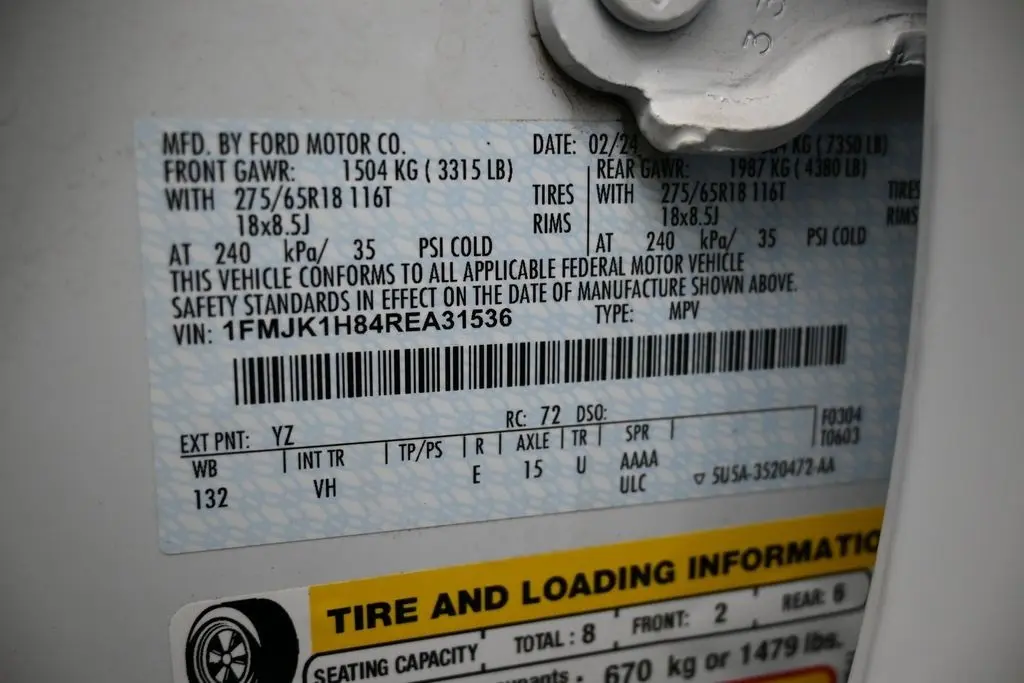 33
MFD. BY FORD MOTOR CO. DATE: 02/24 KG (7350 LB)
FRONT GAWR: 1504 KG ( 3315 LB) REAR GAWR: 1987 KG ( 4380 LB)
WITH 275/65R18 116T TIRES WITH 275/65R18 116T TIRES
18x8.5J RIMS 18x8.5J RIMS
AT 240 kPa/ 35 PSI COLD AT 240 kPa/ 35 PSI COLD
THIS VEHICLE CONFORMS TO ALL APPLICABLE FEDERAL MOTOR VEHICLE
SAFETY STANDARDS IN EFFECT ON THE DATE OF MANUFACTURE SHOWN ABOVE.
VIN: 1FMJK1H84REA31536 TYPE: MPV
EXT PNT: YZ RC: 72 DSO: F0304
WB INT TR TP/PS R AXLE TR SPR T0603
132 VH E 15 U AAAA
ULC ▽ 5U5A-3520472-AA
TIRE AND LOADING INFORMATIO
SEATING CAPACITY TOTAL : 8 FRONT: 2 REAR: 6
670 kg or 1479 lbs.